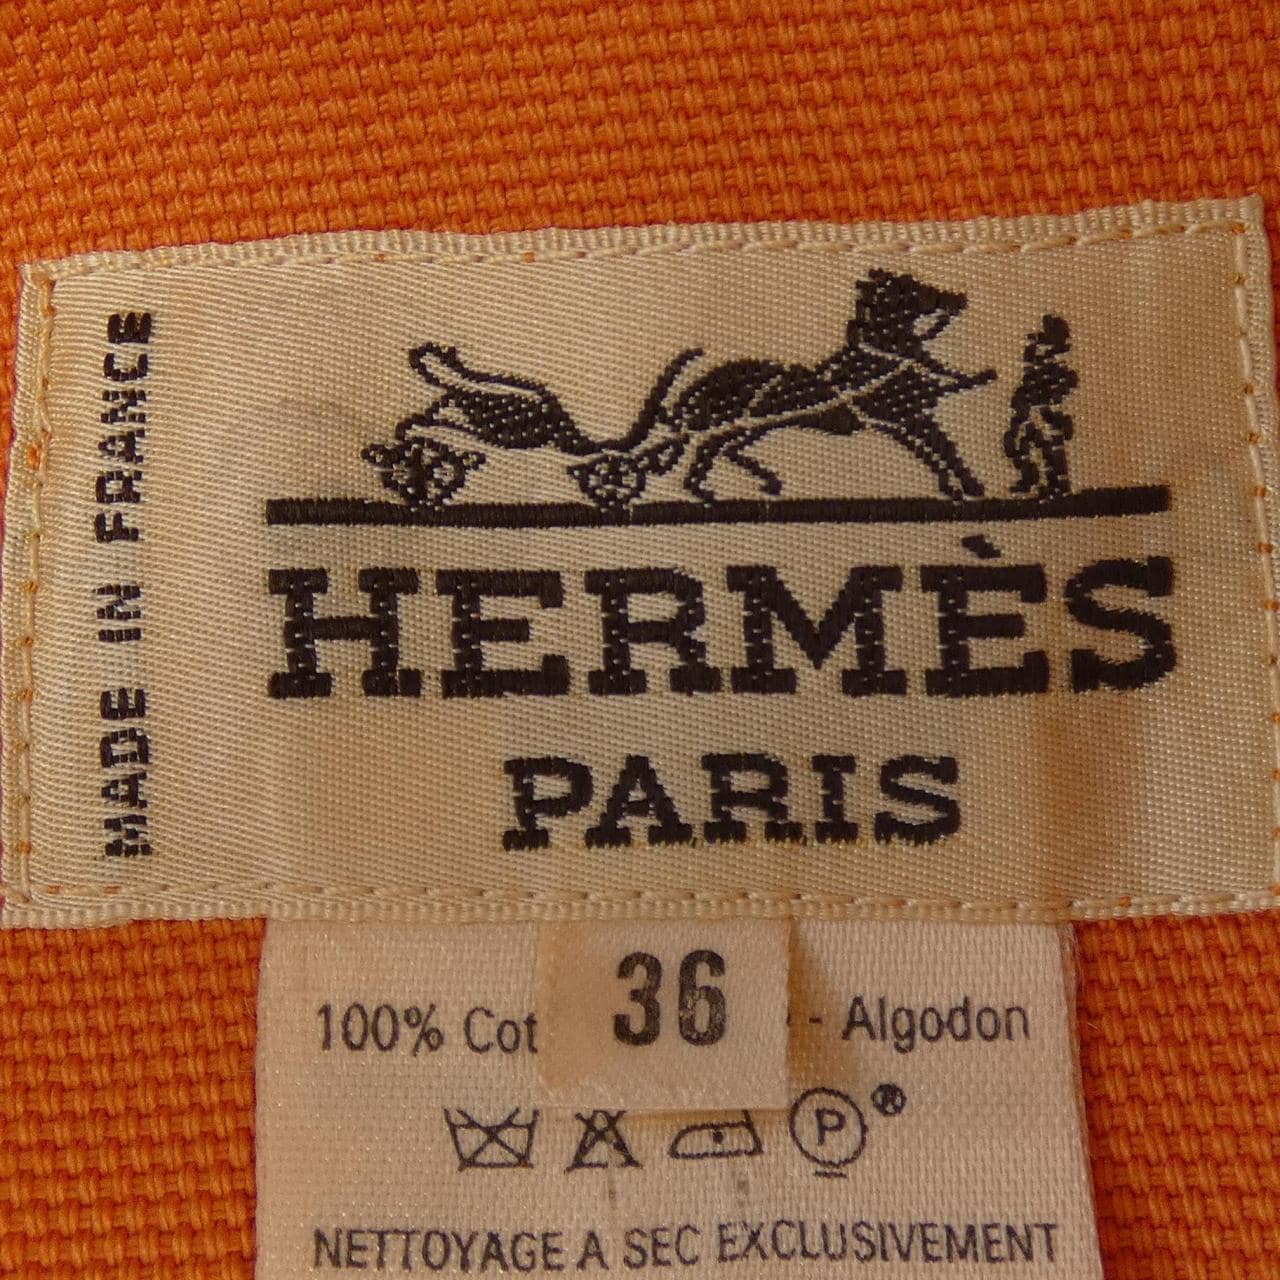 MADE IN FRANCE
HERMÈS
PARIS
36
100% Cot - Algodon
P ®
NETTOYAGE A SEC EXCLUSIVEMENT